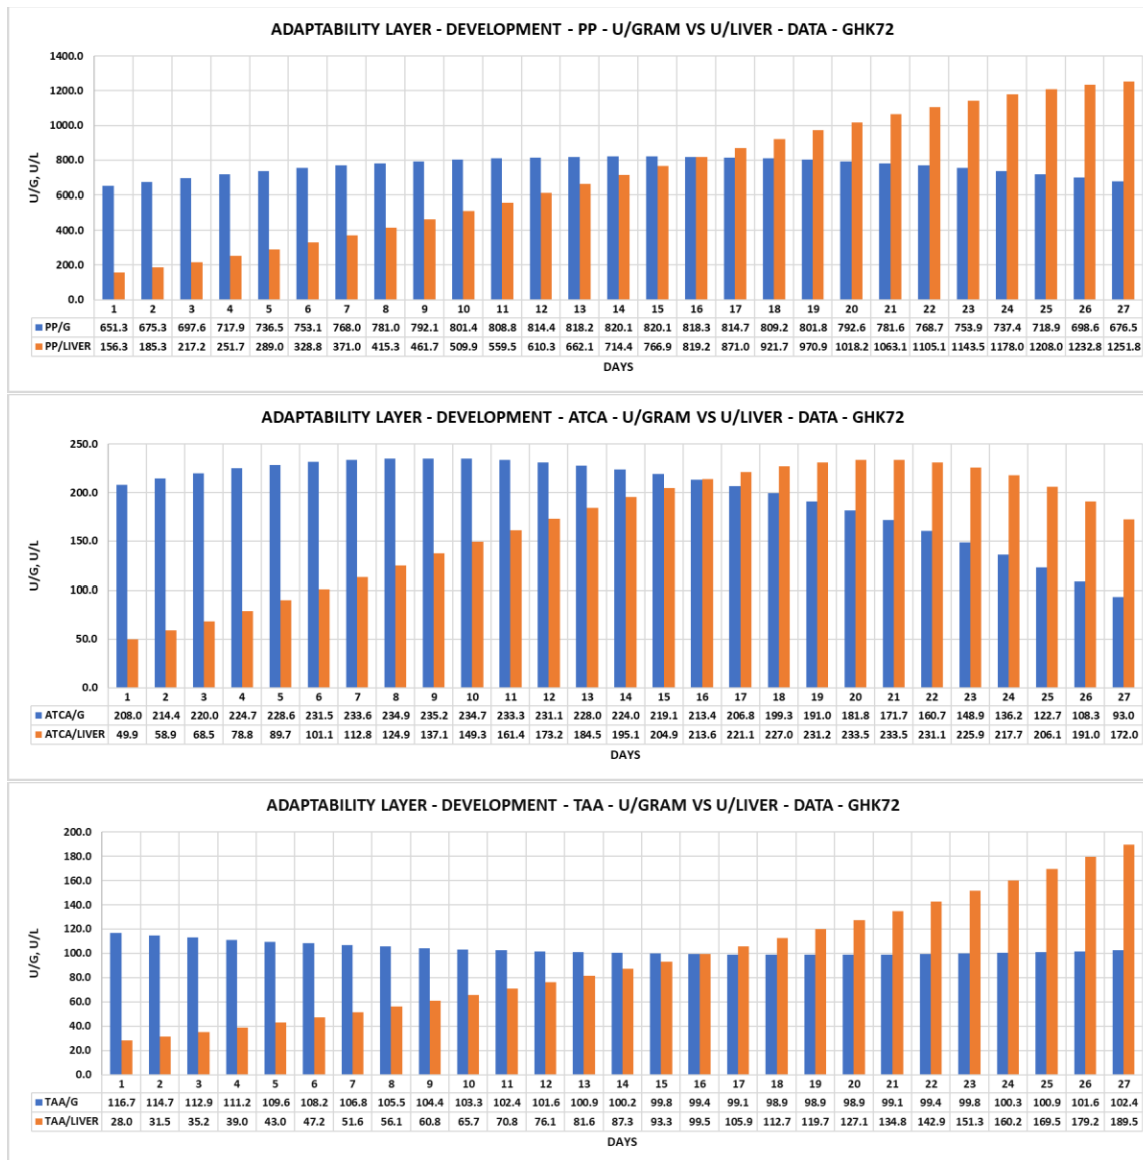 ADAPTABILITY LAYER - DEVELOPMENT - PP - U/GRAM VS U/LIVER - DATA - GHK72
1400.0
1200.0
1000.0
800.0
600.0
400.0
200.0
0.0
U/G, U/L
1 2 3 4 5 6 7 8 9 10 11 12 13 14 15 16 17 18 19 20 21 22 23 24 25 26 27
PP/G 651.3 675.3 697.6 717.9 736.5 753.1 768.0 781.0 792.1 801.4 808.8 814.4 818.2 820.1 820.1 818.3 814.7 809.2 801.8 792.6 781.6 768.7 753.9 737.4 718.9 698.6 676.5
PP/LIVER 156.3 185.3 217.2 251.7 289.0 328.8 371.0 415.3 461.7 509.9 559.5 610.3 662.1 714.4 766.9 819.2 871.0 921.7 970.9 1018.2 1063.1 1105.1 1143.5 1178.0 1208.0 1232.8 1251.8
DAYS
ADAPTABILITY LAYER - DEVELOPMENT - ATCA - U/GRAM VS U/LIVER - DATA - GHK72
250.0
200.0
150.0
100.0
50.0
0.0
U/G, U/L
1 2 3 4 5 6 7 8 9 10 11 12 13 14 15 16 17 18 19 20 21 22 23 24 25 26 27
ATCA/G 208.0 214.4 220.0 224.7 228.6 231.5 233.6 234.9 235.2 234.7 233.3 231.1 228.0 224.0 219.1 213.4 206.8 199.3 191.0 181.8 171.7 160.7 148.9 136.2 122.7 108.3 93.0
ATCA/LIVER 49.9 58.9 68.5 78.8 89.7 101.1 112.8 124.9 137.1 149.3 161.4 173.2 184.5 195.1 204.9 213.6 221.1 227.0 231.2 233.5 233.5 231.1 225.9 217.7 206.1 191.0 172.0
DAYS
ADAPTABILITY LAYER - DEVELOPMENT - TAA - U/GRAM VS U/LIVER - DATA - GHK72
200.0
180.0
160.0
140.0
120.0
100.0
80.0
60.0
40.0
20.0
0.0
U/G, U/L
1 2 3 4 5 6 7 8 9 10 11 12 13 14 15 16 17 18 19 20 21 22 23 24 25 26 27
TAA/G 116.7 114.7 112.9 111.2 109.6 108.2 106.8 105.5 104.4 103.3 102.4 101.6 100.9 100.2 99.8 99.4 99.1 98.9 98.9 98.9 99.1 99.4 99.8 100.3 100.9 101.6 102.4
TAA/LIVER 28.0 31.5 35.2 39.0 43.0 47.2 51.6 56.1 60.8 65.7 70.8 76.1 81.6 87.3 93.3 99.5 105.9 112.7 119.7 127.1 134.8 142.9 151.3 160.2 169.5 179.2 189.5
DAYS